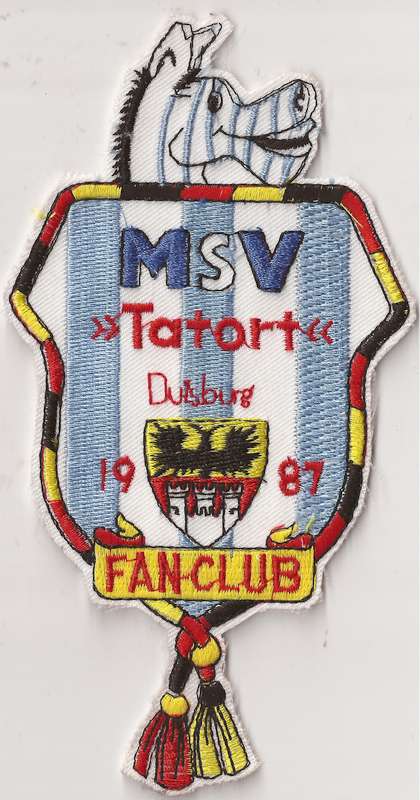 MSV
»Tatort«
Duisburg
19 87
FAN-CLUB